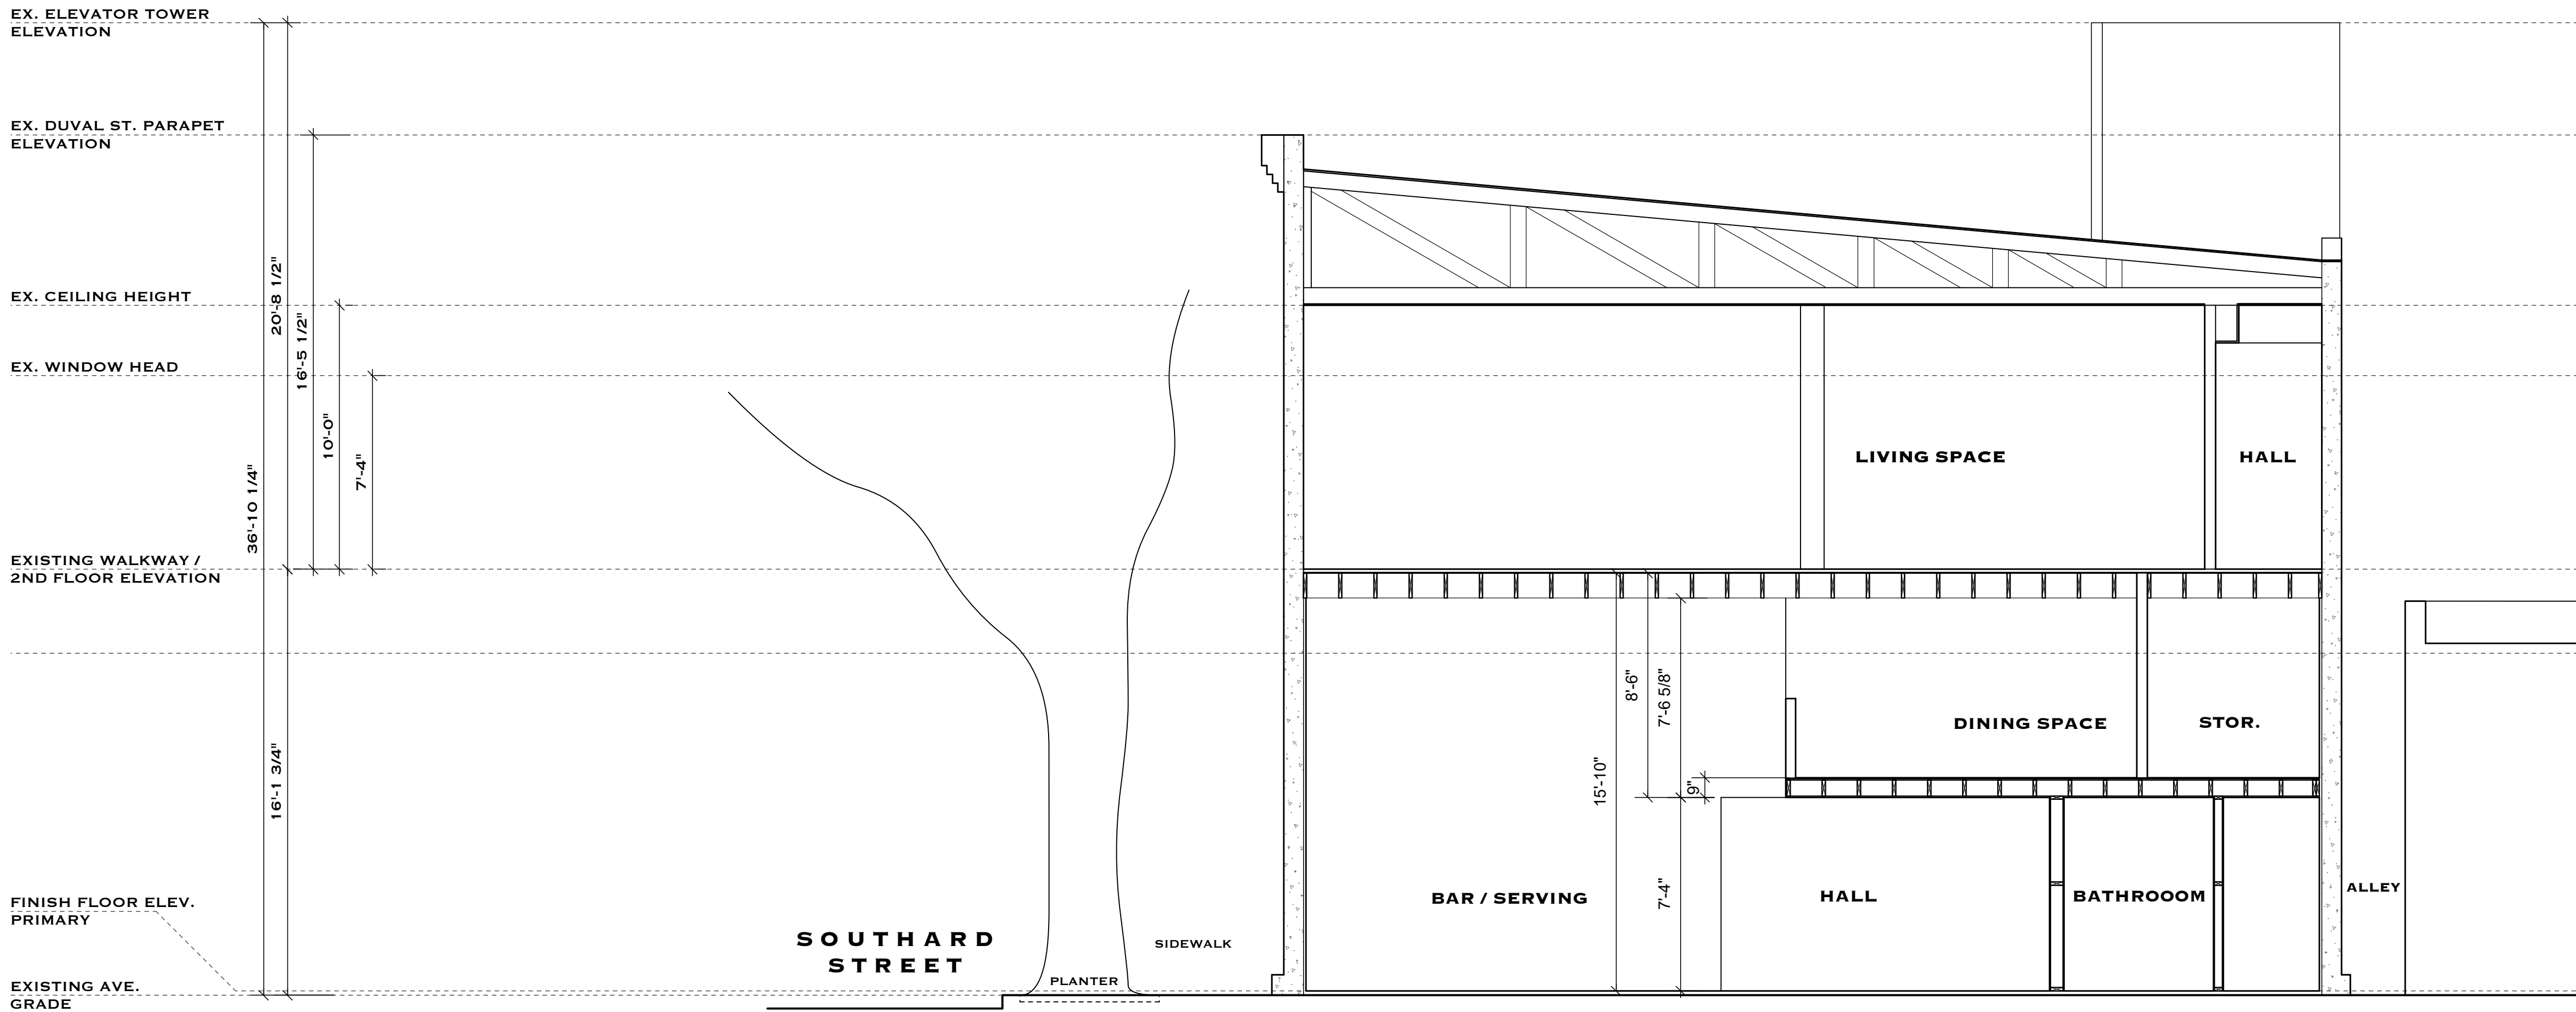 EX. ELEVATOR TOWER
ELEVATION
EX. DUVAL ST. PARAPET
ELEVATION
EX. CEILING HEIGHT
EX. WINDOW HEAD
EXISTING WALKWAY /
2ND FLOOR ELEVATION
FINISH FLOOR ELEV.
PRIMARY
EXISTING AVE.
GRADE
36'-10 1/4"
20'-8 1/2"
16'-1 3/4"
16'-5 1/2"
10'-0"
7'-4"
SOUTHARD
STREET
PLANTER
SIDEWALK
LIVING SPACE
HALL
15'-10"
8'-6"
7'-6 5/8"
9"
7'-4"
DINING SPACE
STOR.
BAR / SERVING
HALL
BATHROOOM
ALLEY